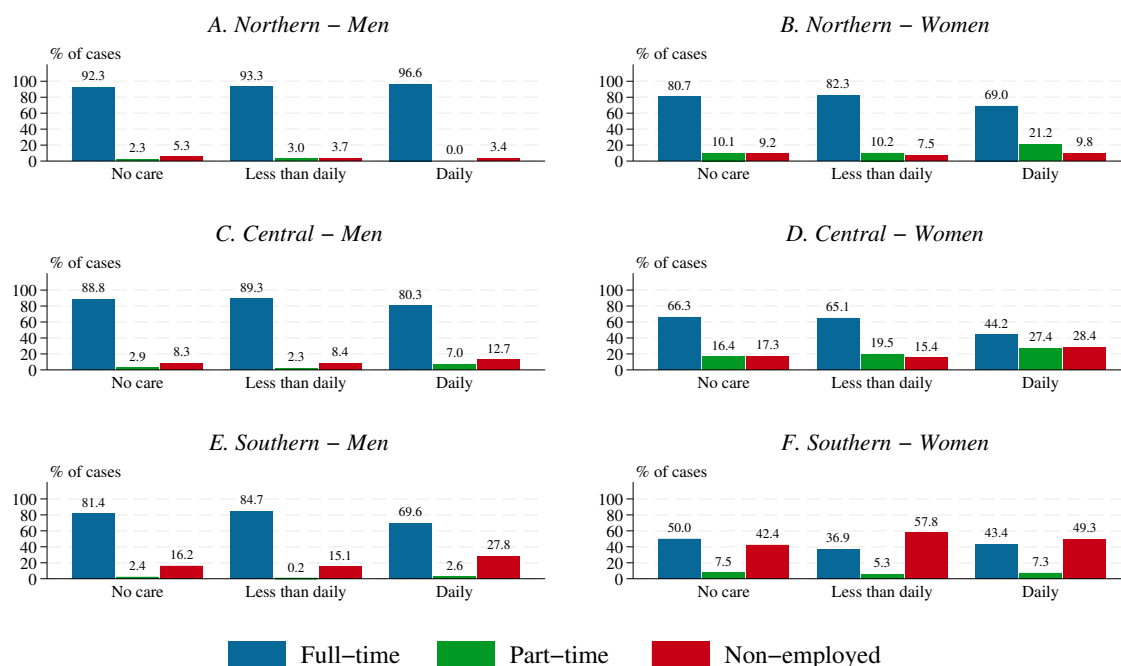 A. Northern − Men
% of cases
92.3 93.3 96.6
100
80
60
40
20
0
2.3 5.3 3.0 3.7 0.0 3.4
No care Less than daily Daily
B. Northern − Women
% of cases
80.7 82.3 69.0
100
80
60
40
20
0
10.1 9.2 10.2 7.5 21.2 9.8
No care Less than daily Daily
C. Central − Men
% of cases
88.8 89.3 80.3
100
80
60
40
20
0
2.9 8.3 2.3 8.4 7.0 12.7
No care Less than daily Daily
D. Central − Women
% of cases
66.3 65.1 44.2
100
80
60
40
20
0
16.4 17.3 19.5 15.4 27.4 28.4
No care Less than daily Daily
E. Southern − Men
% of cases
81.4 84.7 69.6
100
80
60
40
20
0
2.4 16.2 0.2 15.1 2.6 27.8
No care Less than daily Daily
F. Southern − Women
% of cases
50.0 36.9 43.4
100
80
60
40
20
0
7.5 42.4 5.3 57.8 7.3 49.3
No care Less than daily Daily
Full−time Part−time Non−employed